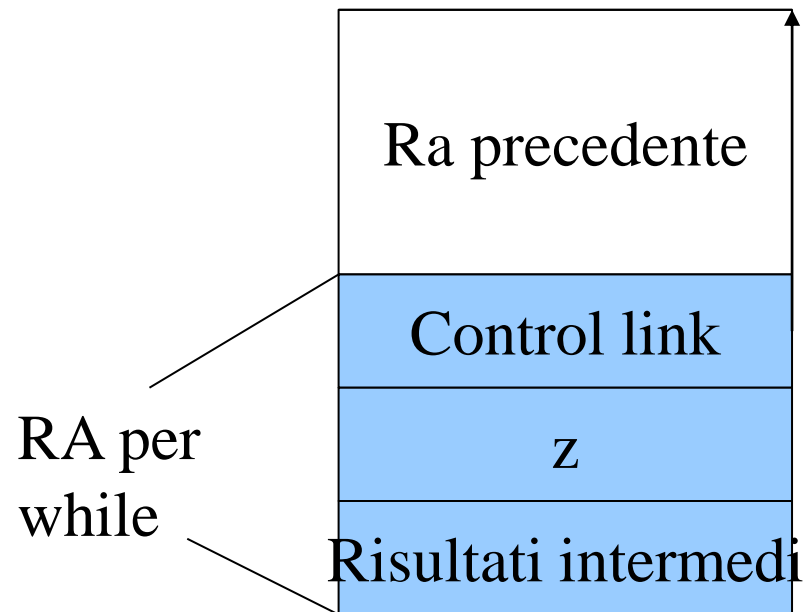 Ra precedente
Control link
RA per
while
z
Risultati intermedi